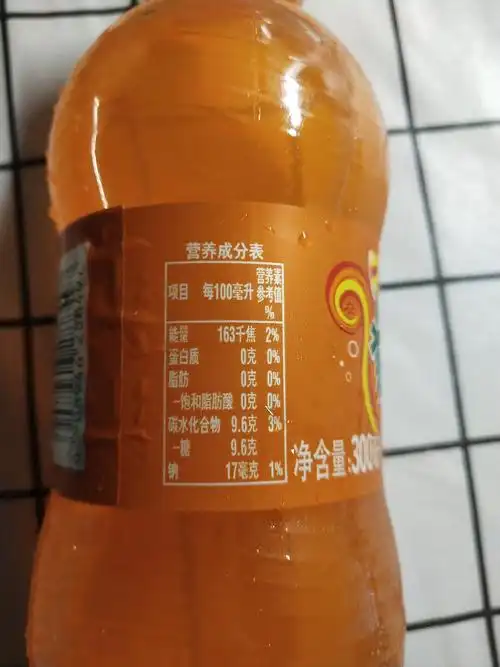 营养成分表
项目 每100毫升 营养素参考值%
能量 163千焦 2%
蛋白质 0克 0%
脂肪 0克 0%
–饱和脂肪酸 0克 0%
碳水化合物 9.6克 3%
–糖 9.6克
钠 17毫克 1%
净含量:300